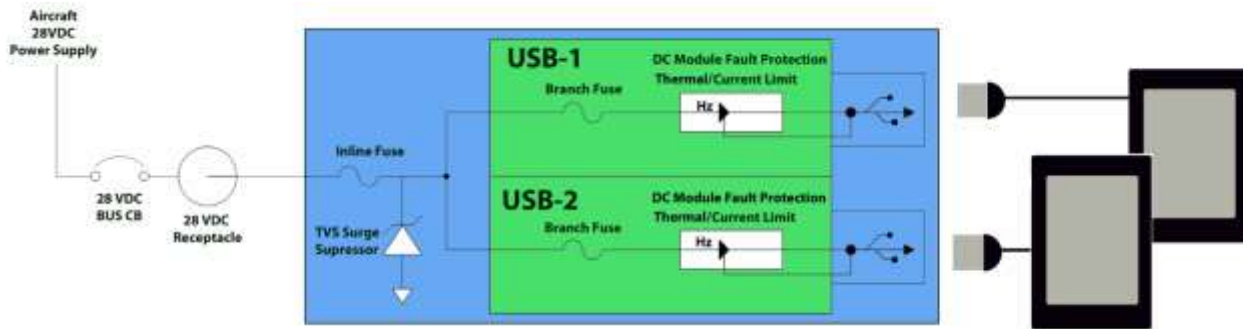 Aircraft
28VDC
Power Supply
28 VDC
BUS CB
28 VDC
Receptacle
Inline Fuse
TVS Surge
Supressor
USB-1
Branch Fuse
DC Module Fault Protection
Thermal/Current Limit
Hz
USB-2
Branch Fuse
DC Module Fault Protection
Thermal/Current Limit
Hz